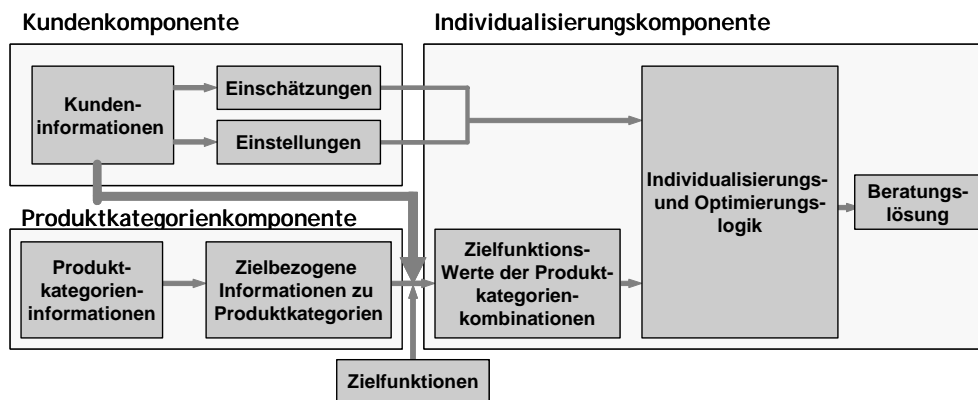 Kundenkomponente
Individualisierungskomponente
Kunden-
informationen
Einschätzungen
Einstellungen
Individualisierungs-
und Optimierungs-
logik
Beratungs-
lösung
Produktkategorienkomponente
Produkt-
kategorien-
informationen
Zielbezogene
Informationen zu
Produktkategorien
Zielfunktions-
Werte der Produkt-
kategorien-
kombinationen
Zielfunktionen